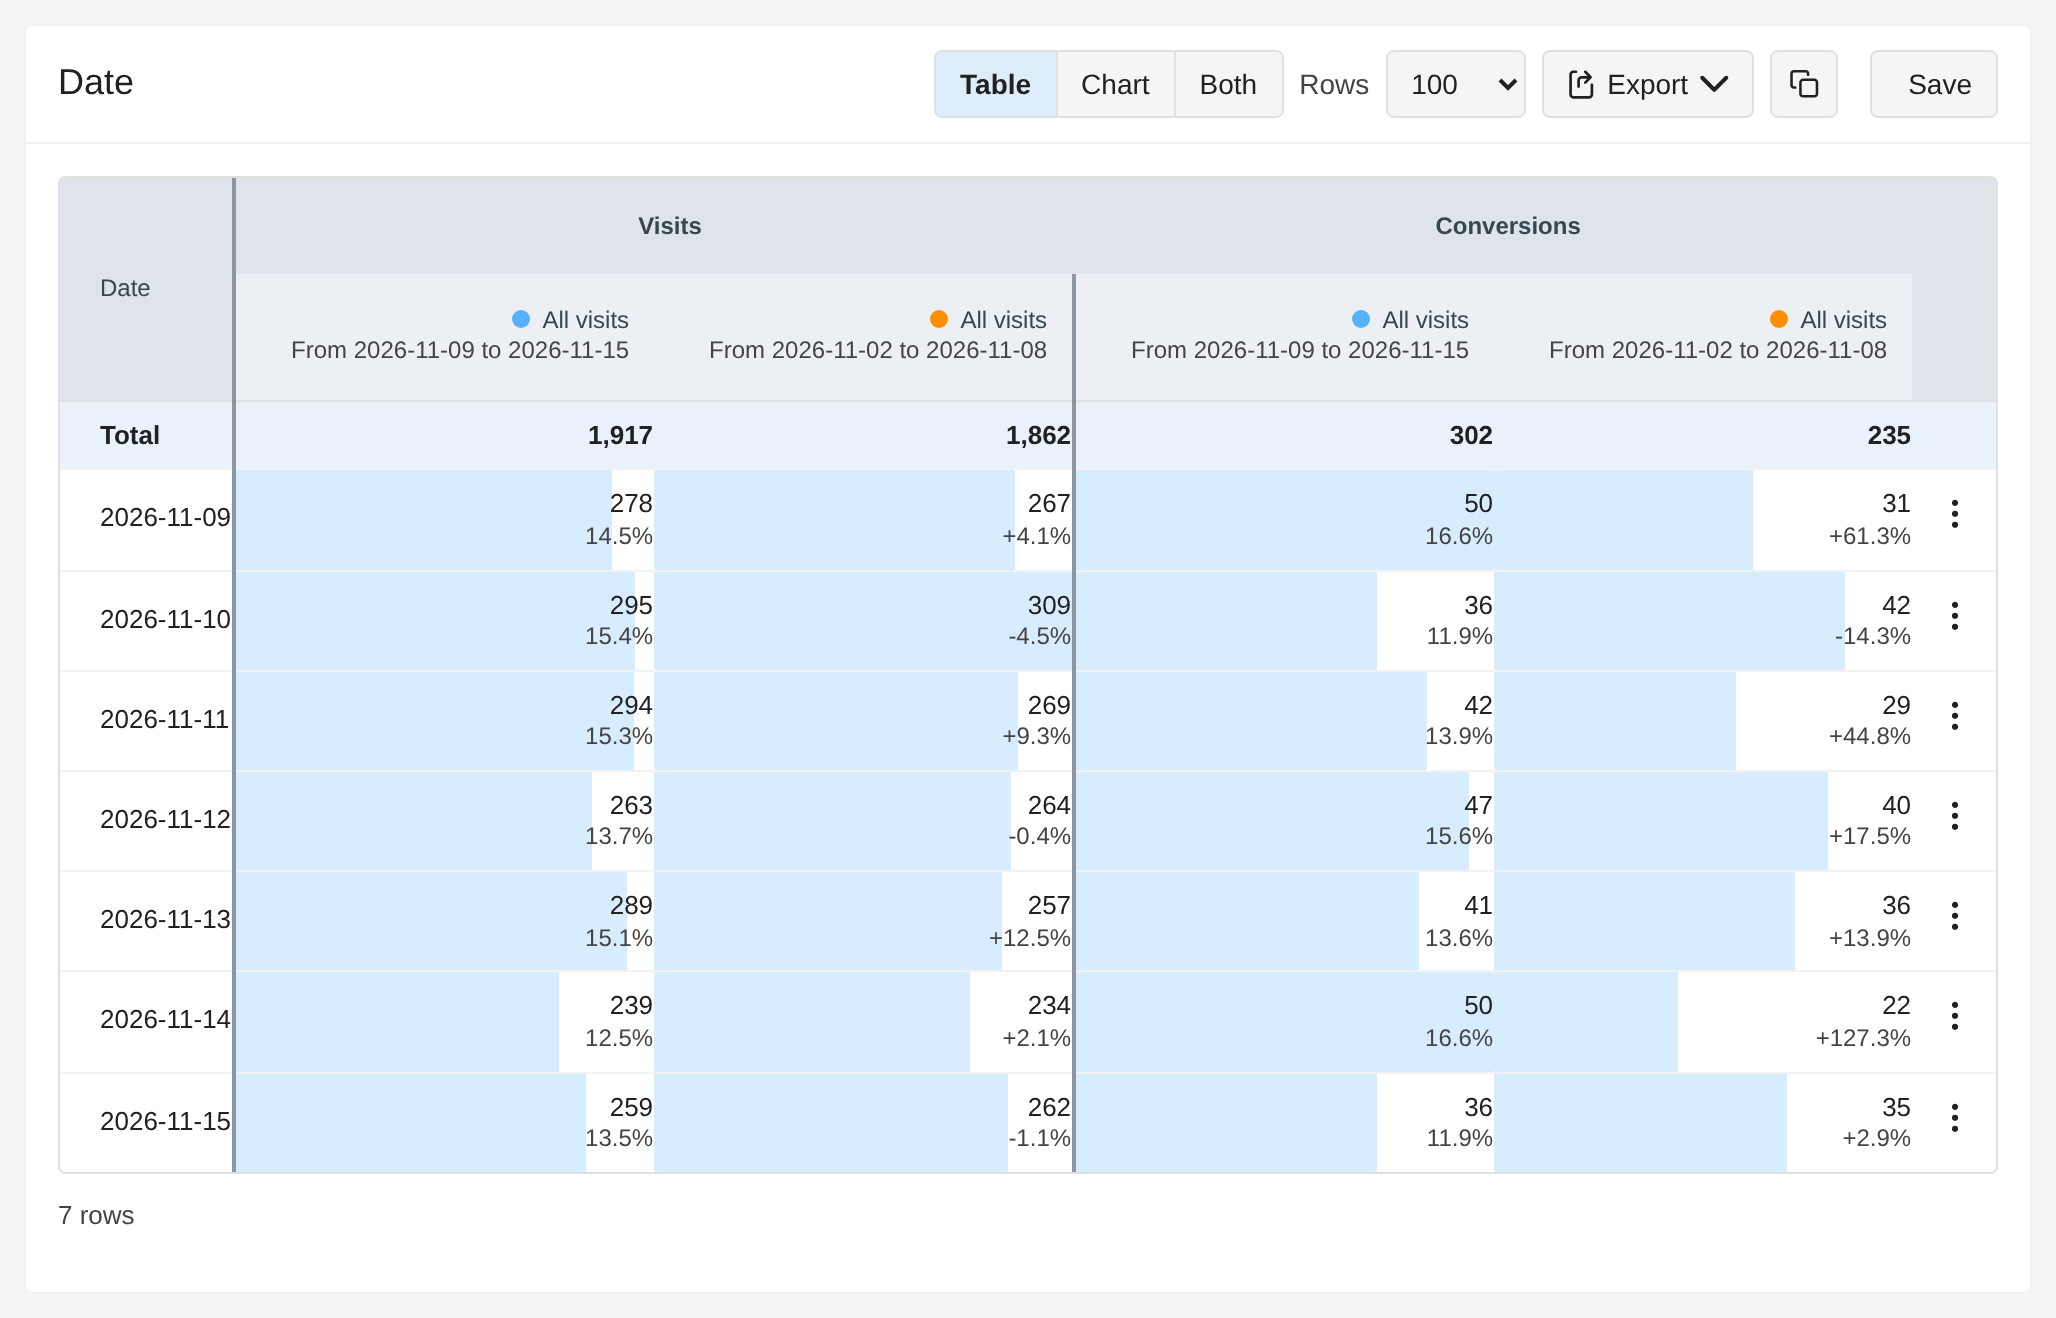 Date
Table Chart Both Rows 100 Export Save
Visits Conversions
Date
All visits All visits All visits All visits
From 2026-11-09 to 2026-11-15 From 2026-11-02 to 2026-11-08 From 2026-11-09 to 2026-11-15 From 2026-11-02 to 2026-11-08
Total 1,917 1,862 302 235
2026-11-09 278 267 50 31
14.5% +4.1% 16.6% +61.3%
2026-11-10 295 309 36 42
15.4% -4.5% 11.9% -14.3%
2026-11-11 294 269 42 29
15.3% +9.3% 13.9% +44.8%
2026-11-12 263 264 47 40
13.7% -0.4% 15.6% +17.5%
2026-11-13 289 257 41 36
15.1% +12.5% 13.6% +13.9%
2026-11-14 239 234 50 22
12.5% +2.1% 16.6% +127.3%
2026-11-15 259 262 36 35
13.5% -1.1% 11.9% +2.9%
7 rows